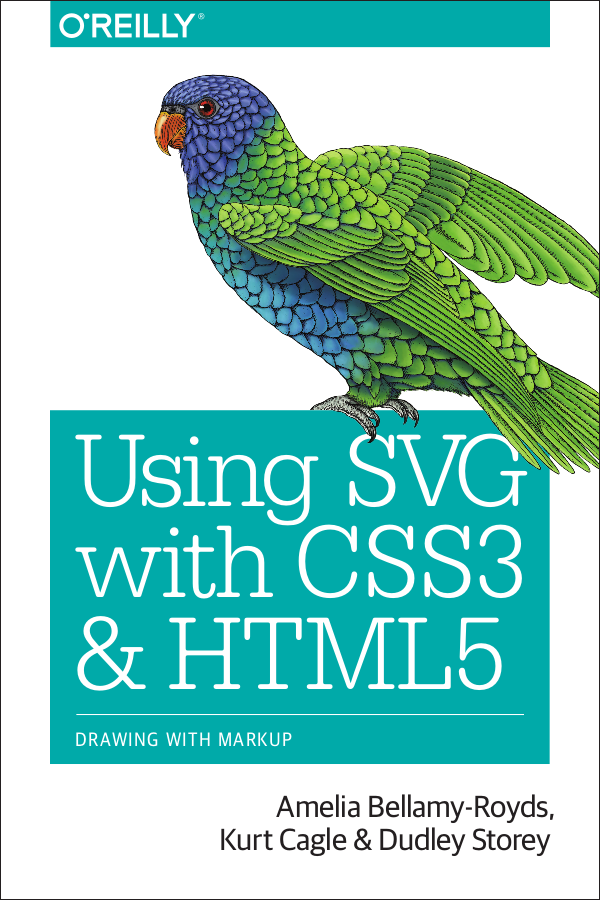 O'REILLY®
Using SVG
with CSS3
& HTML5
DRAWING WITH MARKUP
Amelia Bellamy-Royds,
Kurt Cagle & Dudley Storey